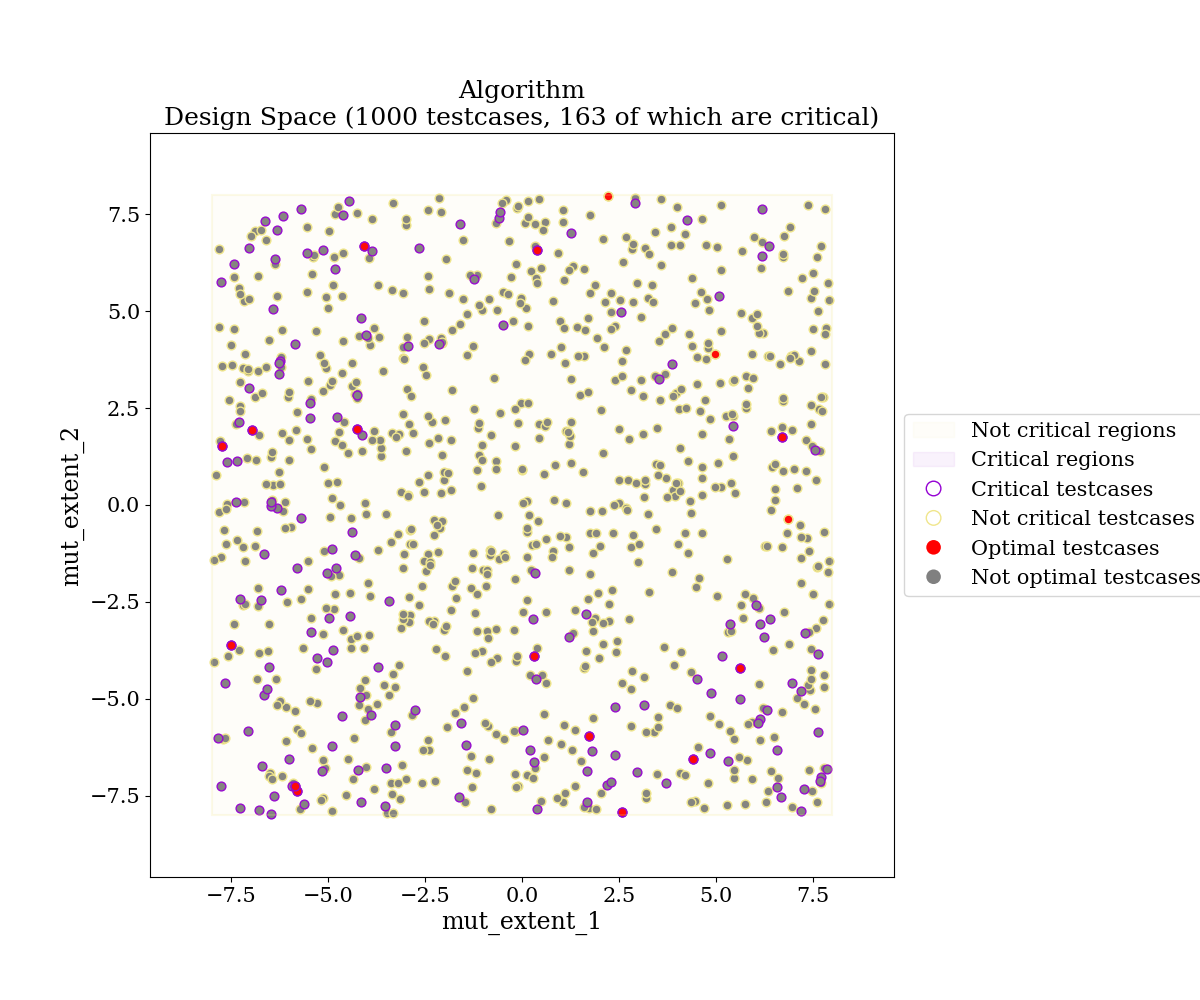 Algorithm
Design Space (1000 testcases, 163 of which are critical)
7.5
5.0
2.5
0.0
−2.5
−5.0
−7.5
mut_extent_2
−7.5
−5.0
−2.5
0.0
2.5
5.0
7.5
mut_extent_1
Not critical regions
Critical regions
Critical testcases
Not critical testcases
Optimal testcases
Not optimal testcases